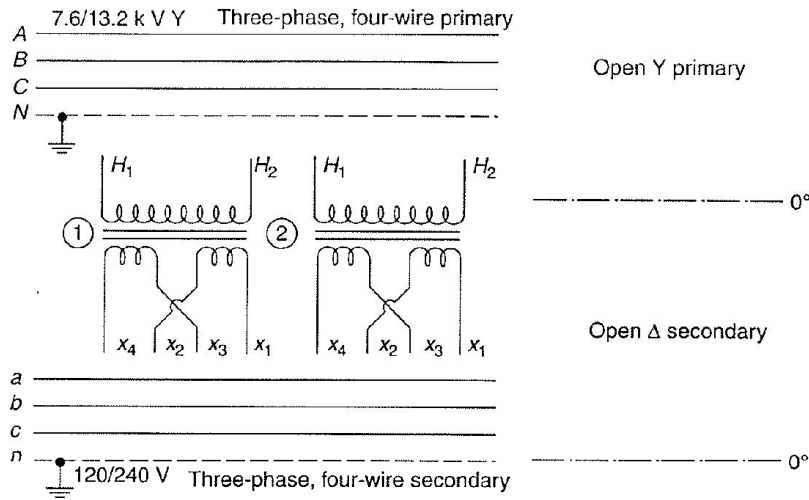 7.6/13.2 k V Y Three-phase, four-wire primary
A
B
C
N
Open Y primary
H₁ H₂ H₁ H₂
0°
1 2
x₄ x₂ x₃ x₁ x₄ x₂ x₃ x₁
Open Δ secondary
a
b
c
n
0°
120/240 V Three-phase, four-wire secondary